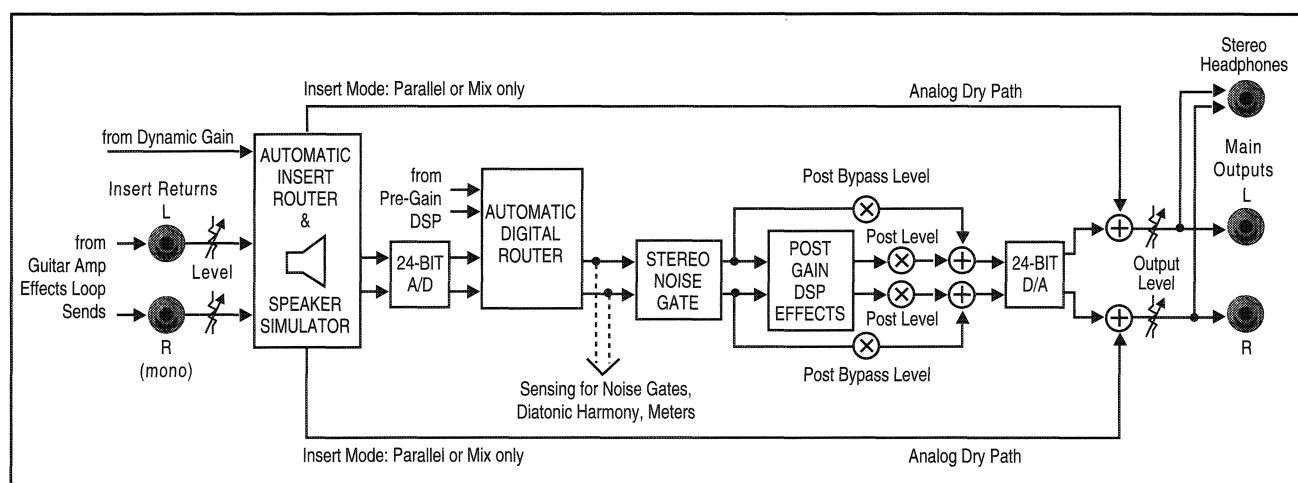 Stereo
Headphones
Insert Mode: Parallel or Mix only
Analog Dry Path
from Dynamic Gain
AUTOMATIC
INSERT
ROUTER
&
SPEAKER
SIMULATOR
Insert Returns
L
from
Guitar Amp
Effects Loop
Sends
Level
R
(mono)
24-BIT
A/D
from
Pre-Gain
DSP
AUTOMATIC
DIGITAL
ROUTER
Sensing for Noise Gates,
Diatonic Harmony, Meters
STEREO
NOISE
GATE
Post Bypass Level
POST
GAIN
DSP
EFFECTS
Post Level
Post Level
Post Bypass Level
24-BIT
D/A
Output
Level
Main
Outputs
L
R
Insert Mode: Parallel or Mix only
Analog Dry Path